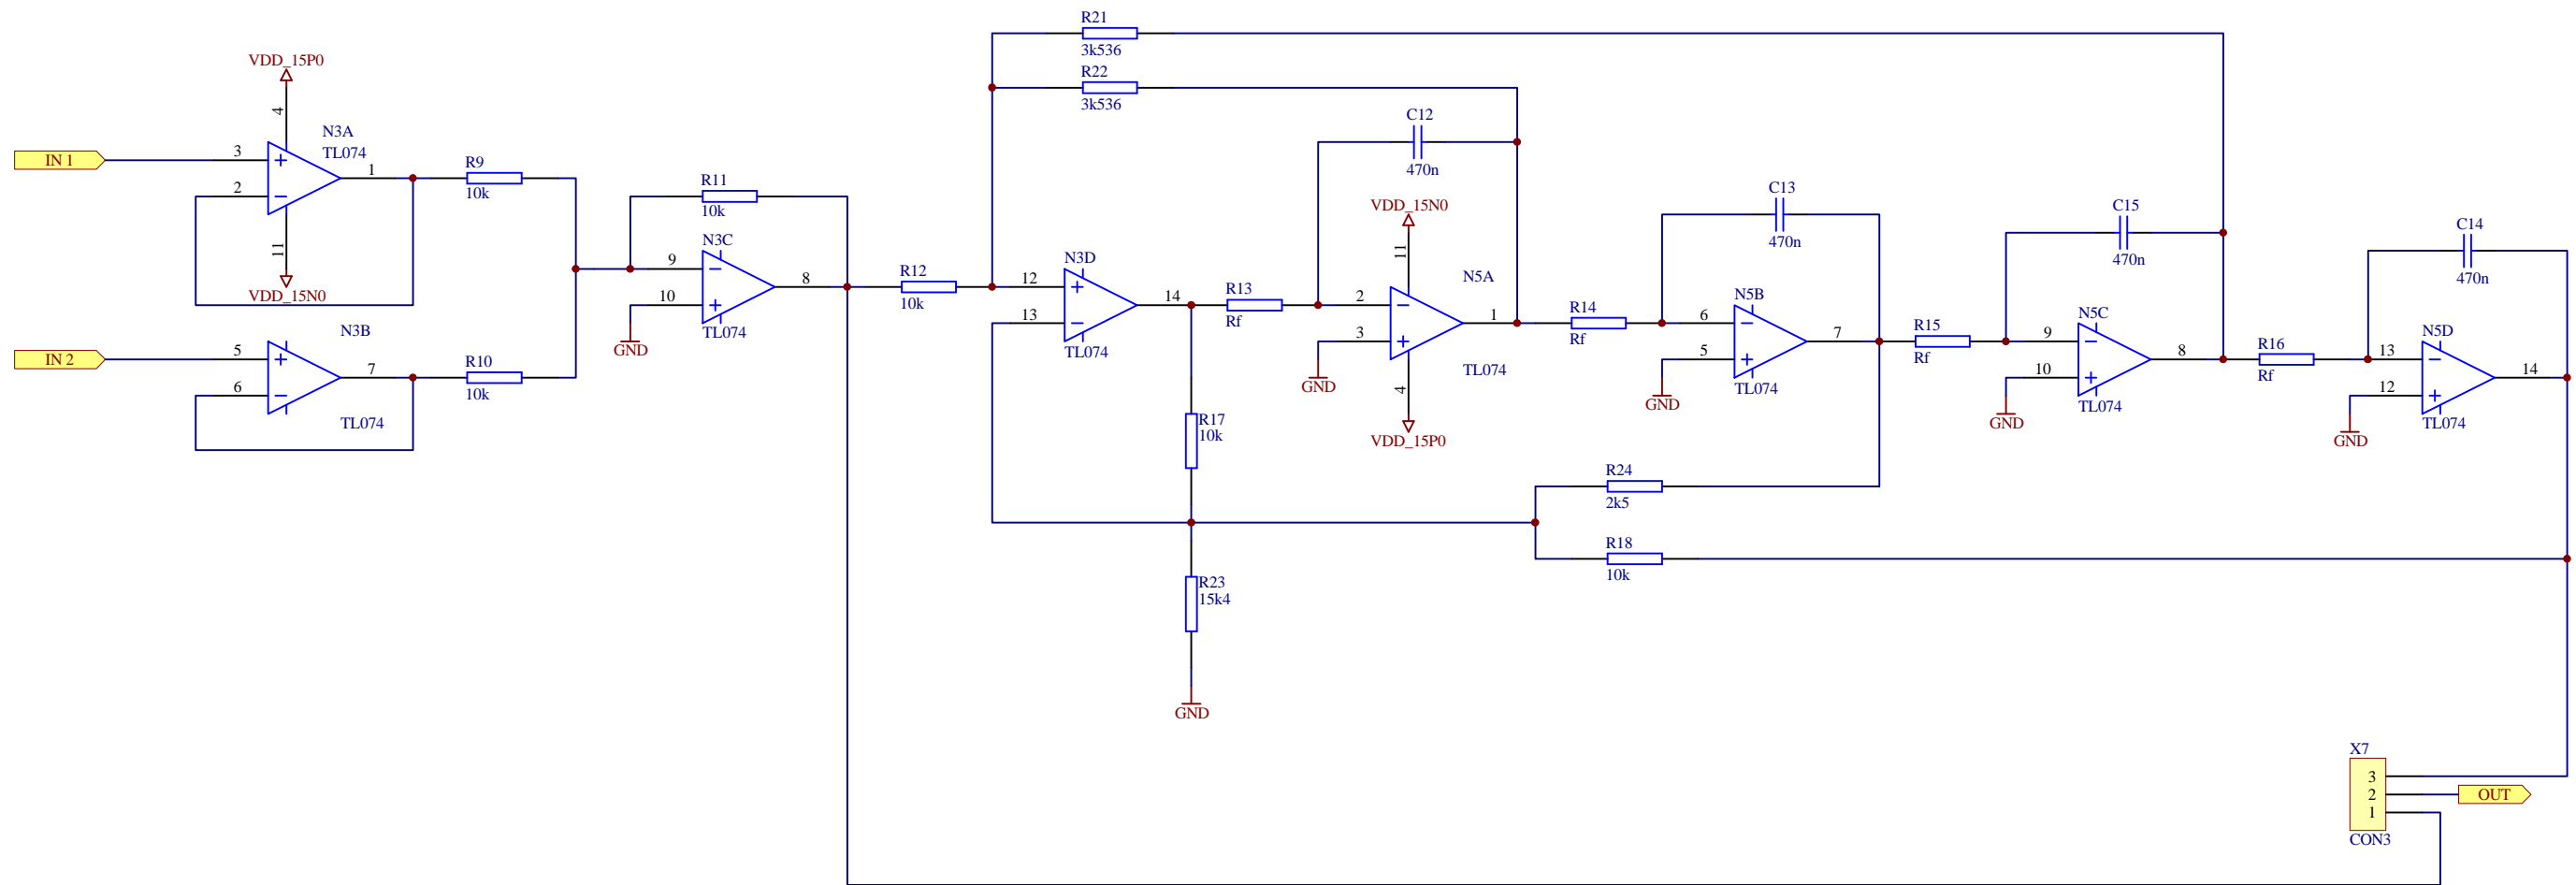 R21
3k536
R22
3k536
VDD_15P0
4
N3A
TL074
IN 1
3
2
1
11
VDD_15N0
R9
10k
N3B
IN 2
5
6
7
TL074
R10
10k
R11
10k
N3C
9
10
8
TL074
GND
R12
10k
N3D
12
13
14
TL074
R13
Rf
C12
470n
VDD_15N0
11
N5A
2
3
1
4
TL074
VDD_15P0
GND
R14
Rf
C13
470n
N5B
6
5
7
TL074
GND
R15
Rf
C15
470n
N5C
9
10
8
TL074
GND
R16
Rf
C14
470n
N5D
13
12
14
TL074
GND
R17
10k
R24
2k5
R18
10k
R23
15k4
GND
X7
3
2
1
OUT
CON3